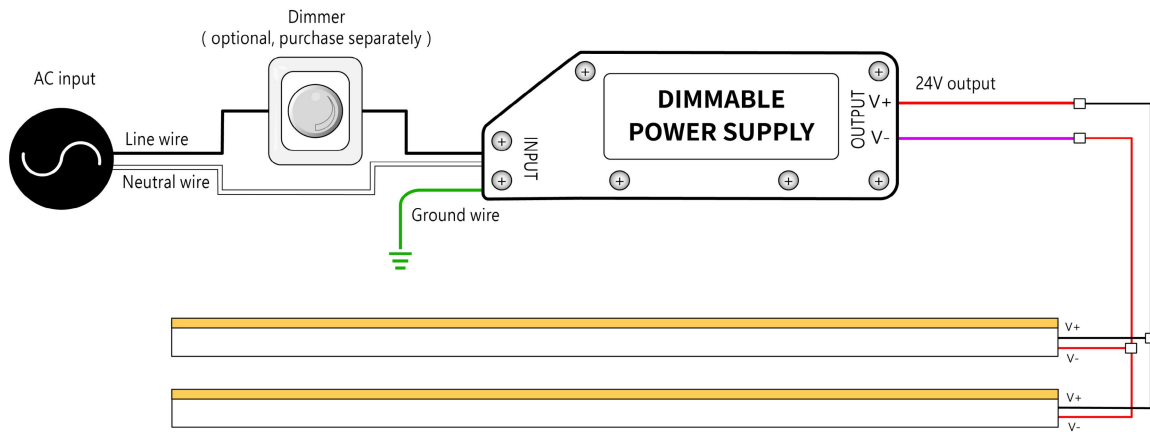 Dimmer
( optional, purchase separately )
AC input
Line wire
Neutral wire
Ground wire
INPUT
DIMMABLE
POWER SUPPLY
OUTPUT
V+
V-
24V output
V+
V-
V+
V-